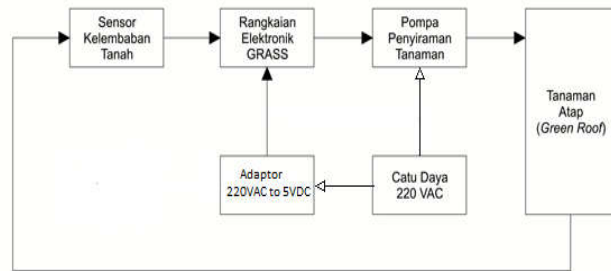 Sensor
Kelembaban
Tanah
Rangkaian
Elektronik
GRASS
Pompa
Penyiraman
Tanaman
Tanaman
Atap
(Green Roof)
Adaptor
220VAC to 5VDC
Catu Daya
220 VAC